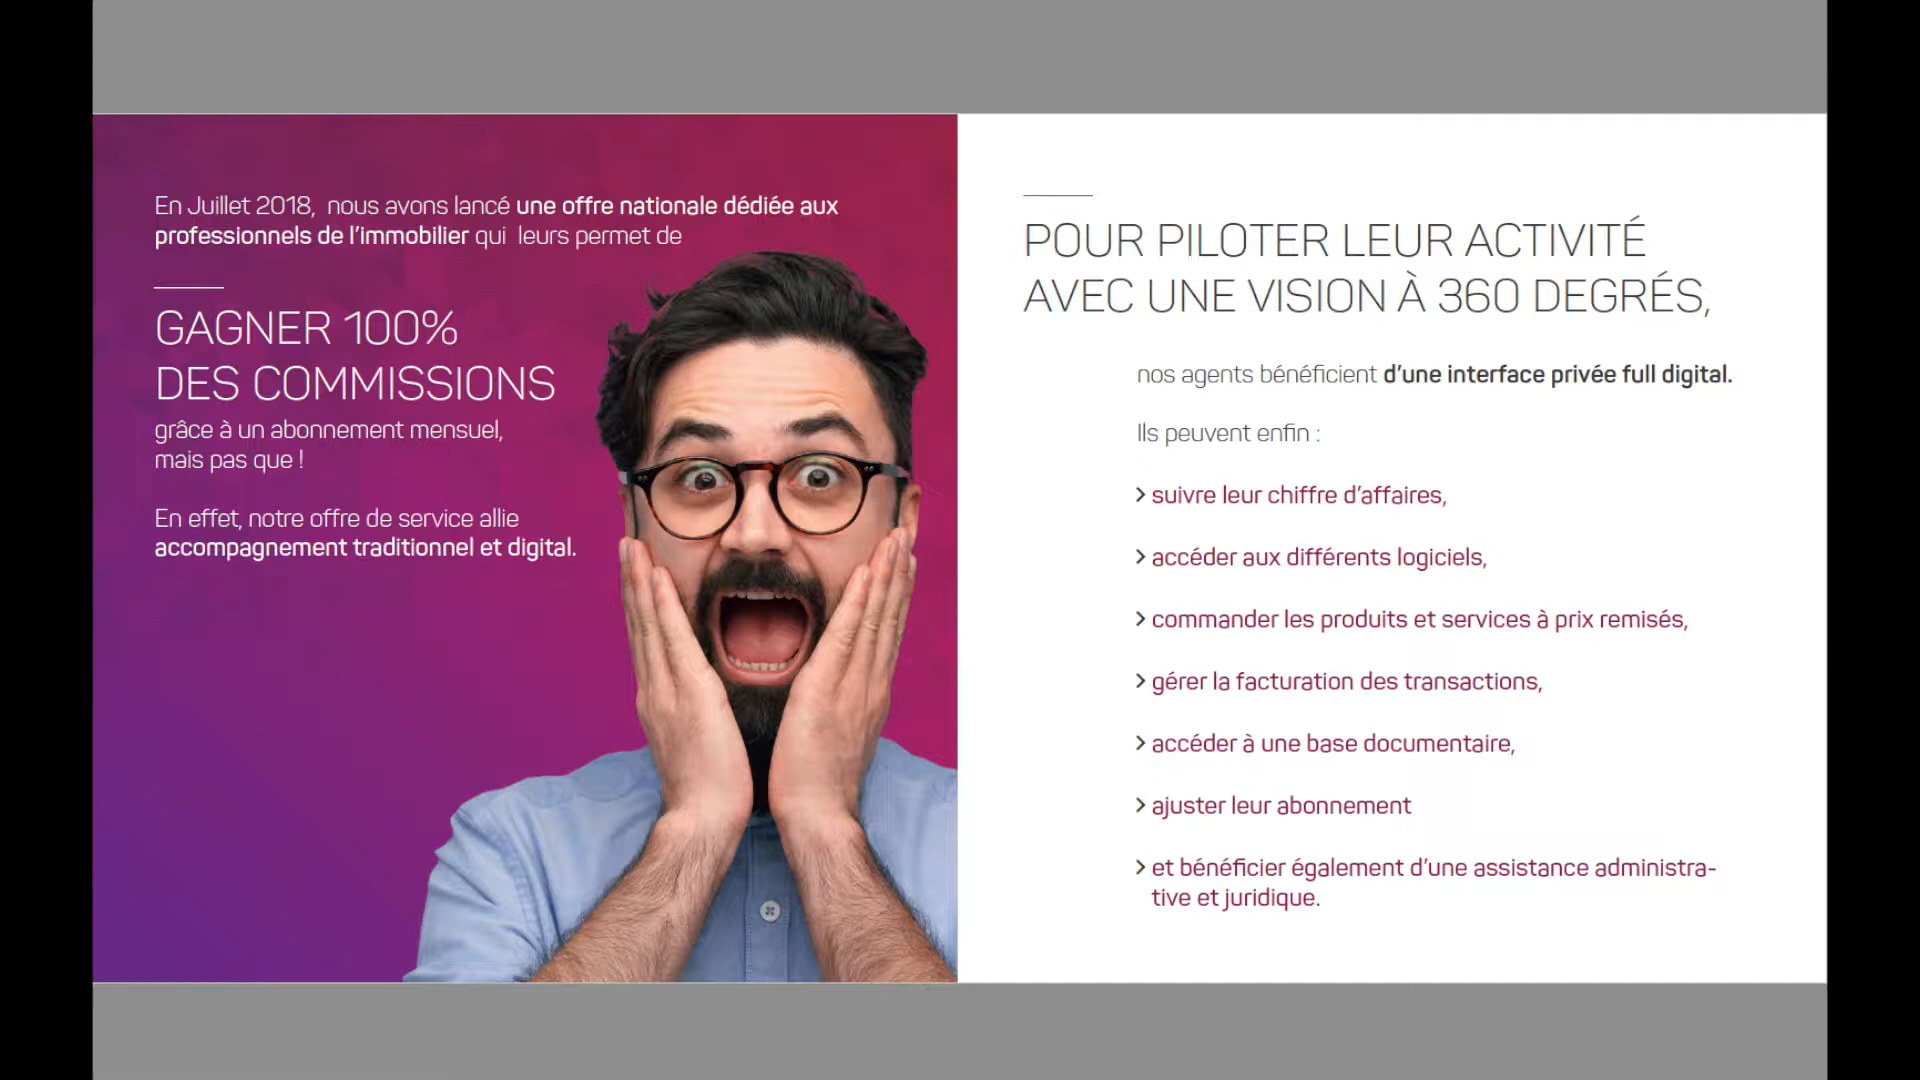 En Juillet 2018, nous avons lancé une offre nationale dédiée aux
professionnels de l'immobilier qui leurs permet de
GAGNER 100%
DES COMMISSIONS
grâce à un abonnement mensuel,
mais pas que !
En effet, notre offre de service allie
accompagnement traditionnel et digital.
POUR PILOTER LEUR ACTIVITÉ
AVEC UNE VISION À 360 DEGRÉS,
nos agents bénéficient d'une interface privée full digital.
Ils peuvent enfin :
> suivre leur chiffre d'affaires,
> accéder aux différents logiciels,
> commander les produits et services à prix remisés,
> gérer la facturation des transactions,
> accéder à une base documentaire,
> ajuster leur abonnement
> et bénéficier également d'une assistance administra-
tive et juridique.